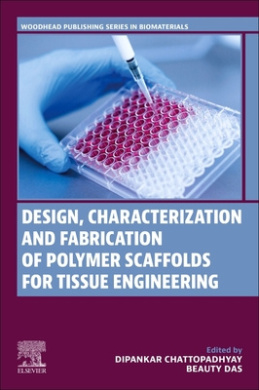 WOODHEAD PUBLISHING SERIES IN BIOMATERIALS
DESIGN, CHARACTERIZATION
AND FABRICATION
OF POLYMER SCAFFOLDS
FOR TISSUE ENGINEERING
Edited by
DIPANKAR CHATTOPADHYAY
BEAUTY DAS
ELSEVIER